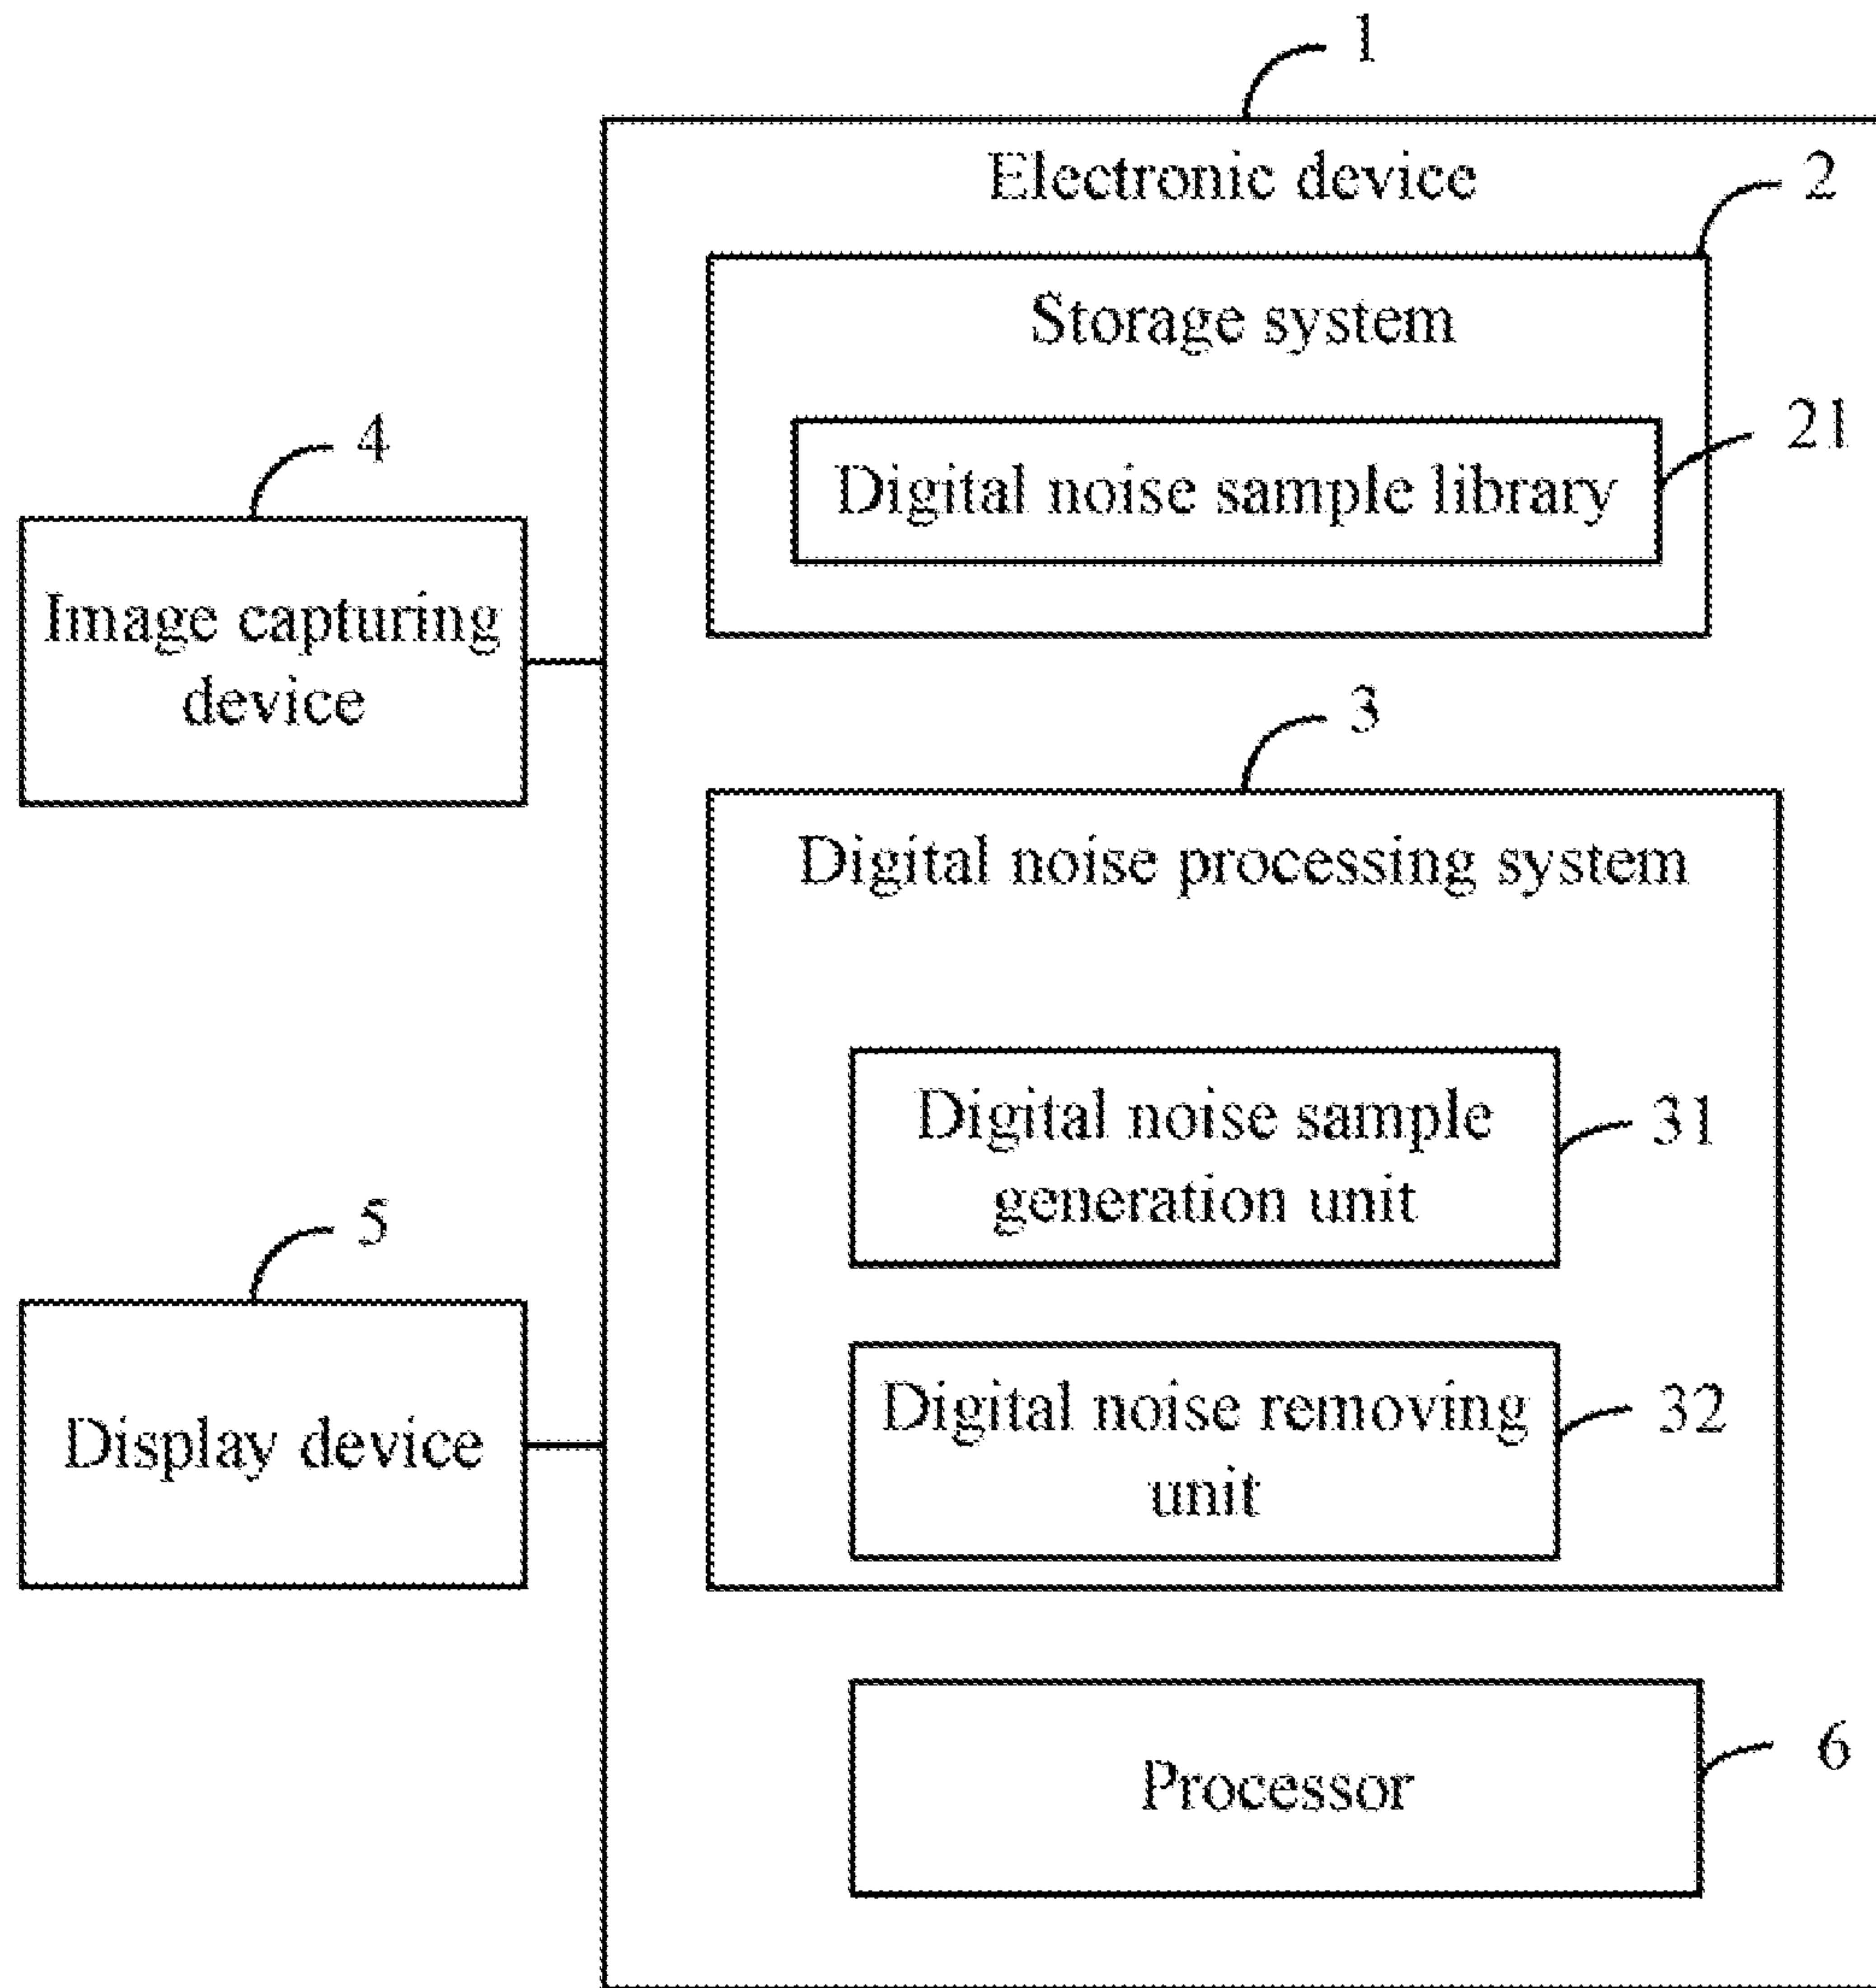 1
Electronic device
2
Storage system
21
Digital noise sample library
4
Image capturing
device
3
Digital noise processing system
Digital noise sample
generation unit
31
5
Display device
Digital noise removing
unit
32
Processor
6